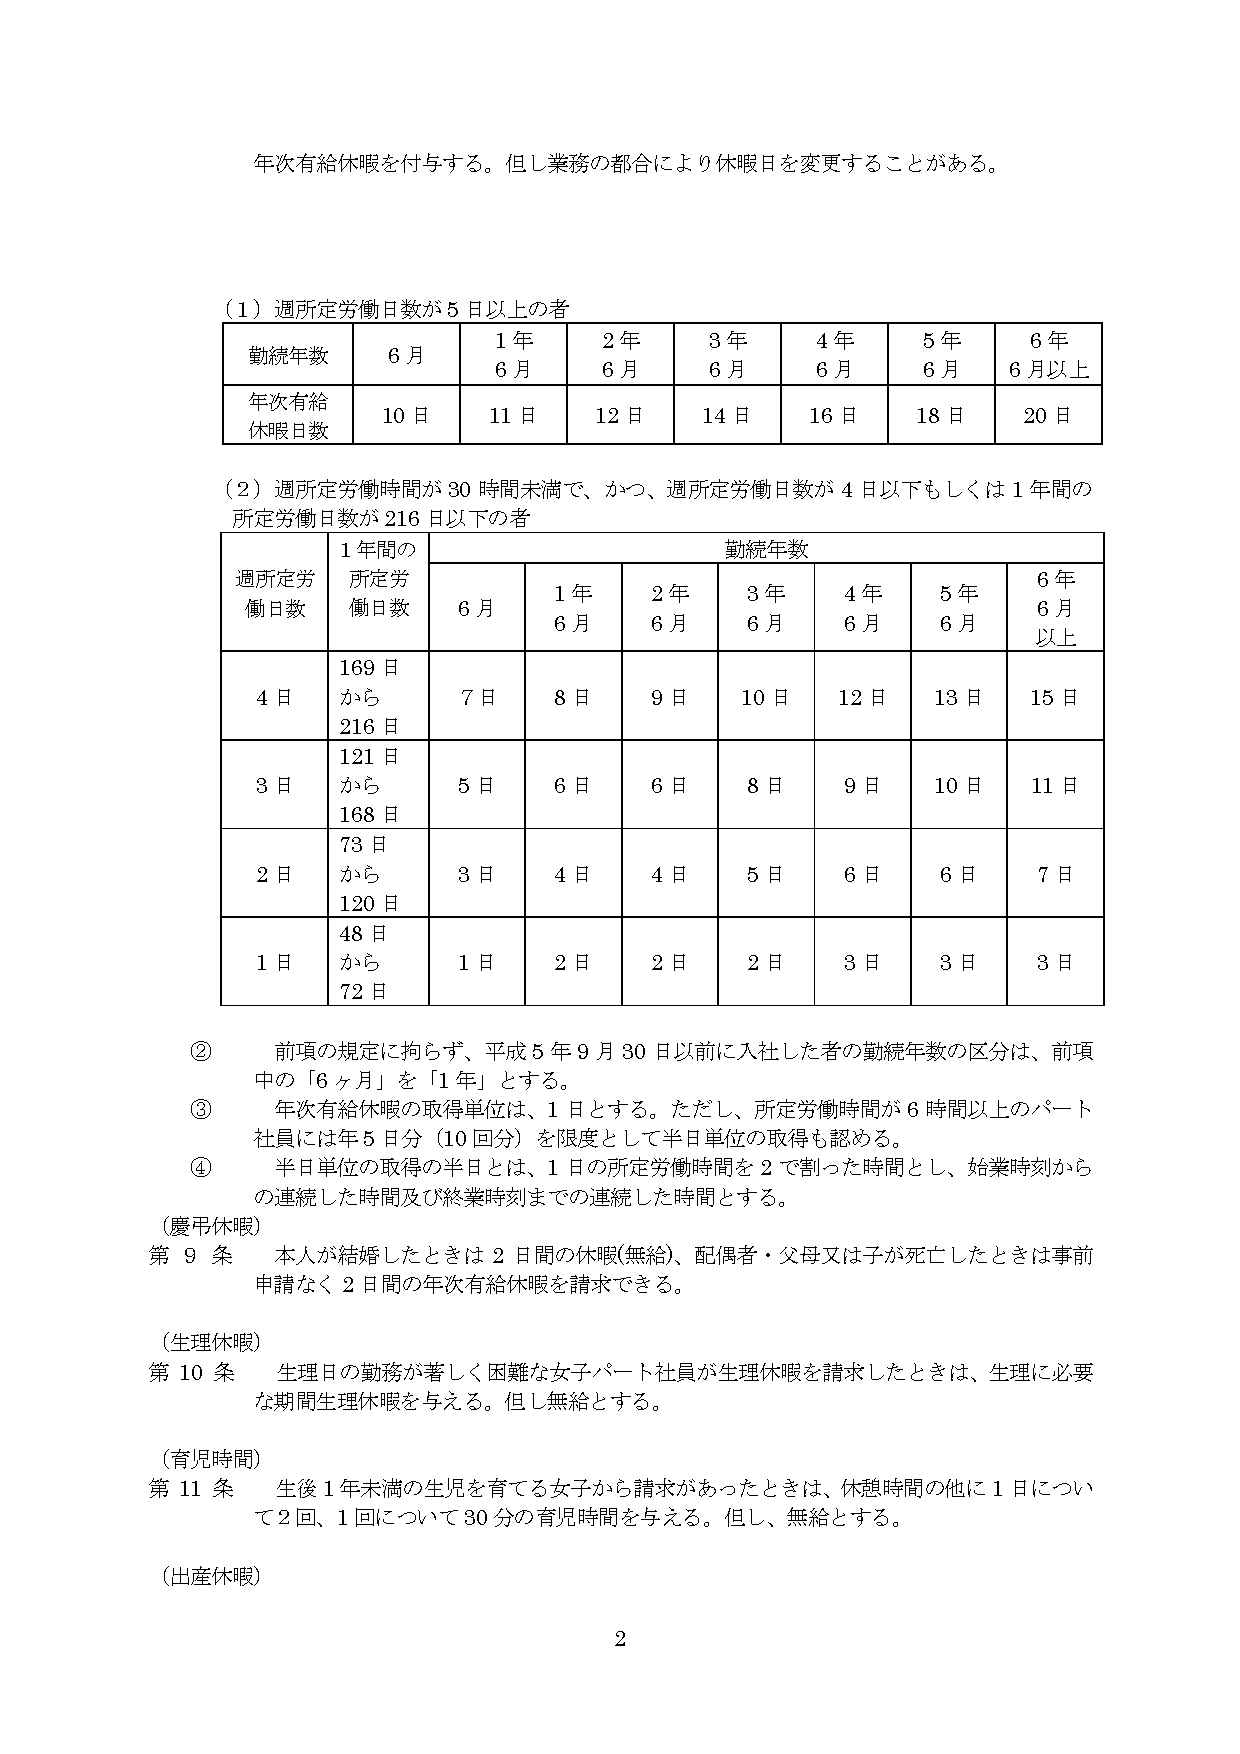 年次有給休暇を付与する。但し業務の都合により休暇日を変更することがある。
（1）週所定労働日数が5日以上の者
勤続年数 6月 1年6月 2年6月 3年6月 4年6月 5年6月 6年6月以上
年次有給休暇日数 10日 11日 12日 14日 16日 18日 20日
（2）週所定労働時間が30時間未満で、かつ、週所定労働日数が4日以下もしくは1年間の
所定労働日数が216日以下の者
週所定労働日数 1年間の所定労働日数 勤続年数
6月 1年6月 2年6月 3年6月 4年6月 5年6月 6年6月以上
4日 169日から216日 7日 8日 9日 10日 12日 13日 15日
3日 121日から168日 5日 6日 6日 8日 9日 10日 11日
2日 73日から120日 3日 4日 4日 5日 6日 6日 7日
1日 48日から72日 1日 2日 2日 2日 3日 3日 3日
② 前項の規定に拘らず、平成5年9月30日以前に入社した者の勤続年数の区分は、前項
中の「6ヶ月」を「1年」とする。
③ 年次有給休暇の取得単位は、1日とする。ただし、所定労働時間が6時間以上のパート
社員には年5日分（10回分）を限度として半日単位の取得も認める。
④ 半日単位の取得の半日とは、1日の所定労働時間を2で割った時間とし、始業時刻から
の連続した時間及び終業時刻までの連続した時間とする。
（慶弔休暇）
第 9 条 本人が結婚したときは2日間の休暇(無給)、配偶者・父母又は子が死亡したときは事前
申請なく2日間の年次有給休暇を請求できる。
（生理休暇）
第 10 条 生理日の勤務が著しく困難な女子パート社員が生理休暇を請求したときは、生理に必要
な期間生理休暇を与える。但し無給とする。
（育児時間）
第 11 条 生後1年未満の生児を育てる女子から請求があったときは、休憩時間の他に1日につい
て2回、1回について30分の育児時間を与える。但し、無給とする。
（出産休暇）
2